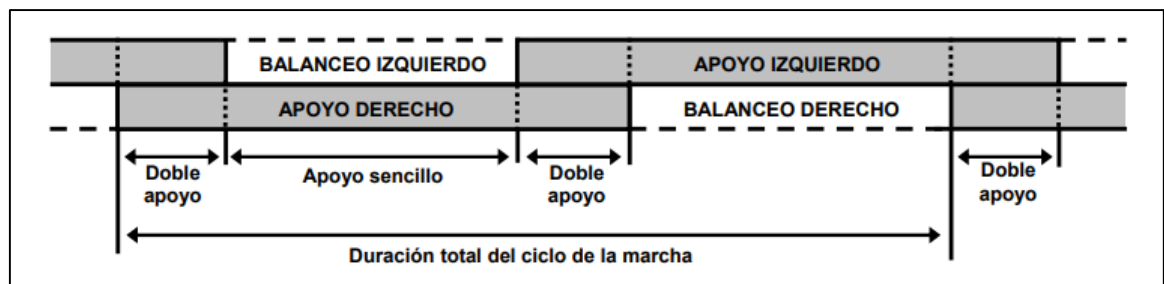 BALANCEO IZQUIERDO
APOYO IZQUIERDO
APOYO DERECHO
BALANCEO DERECHO
Doble
apoyo
Apoyo sencillo
Doble
apoyo
Doble
apoyo
Duración total del ciclo de la marcha